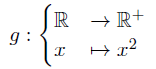 g : { ℝ → ℝ⁺
x ↦ x²